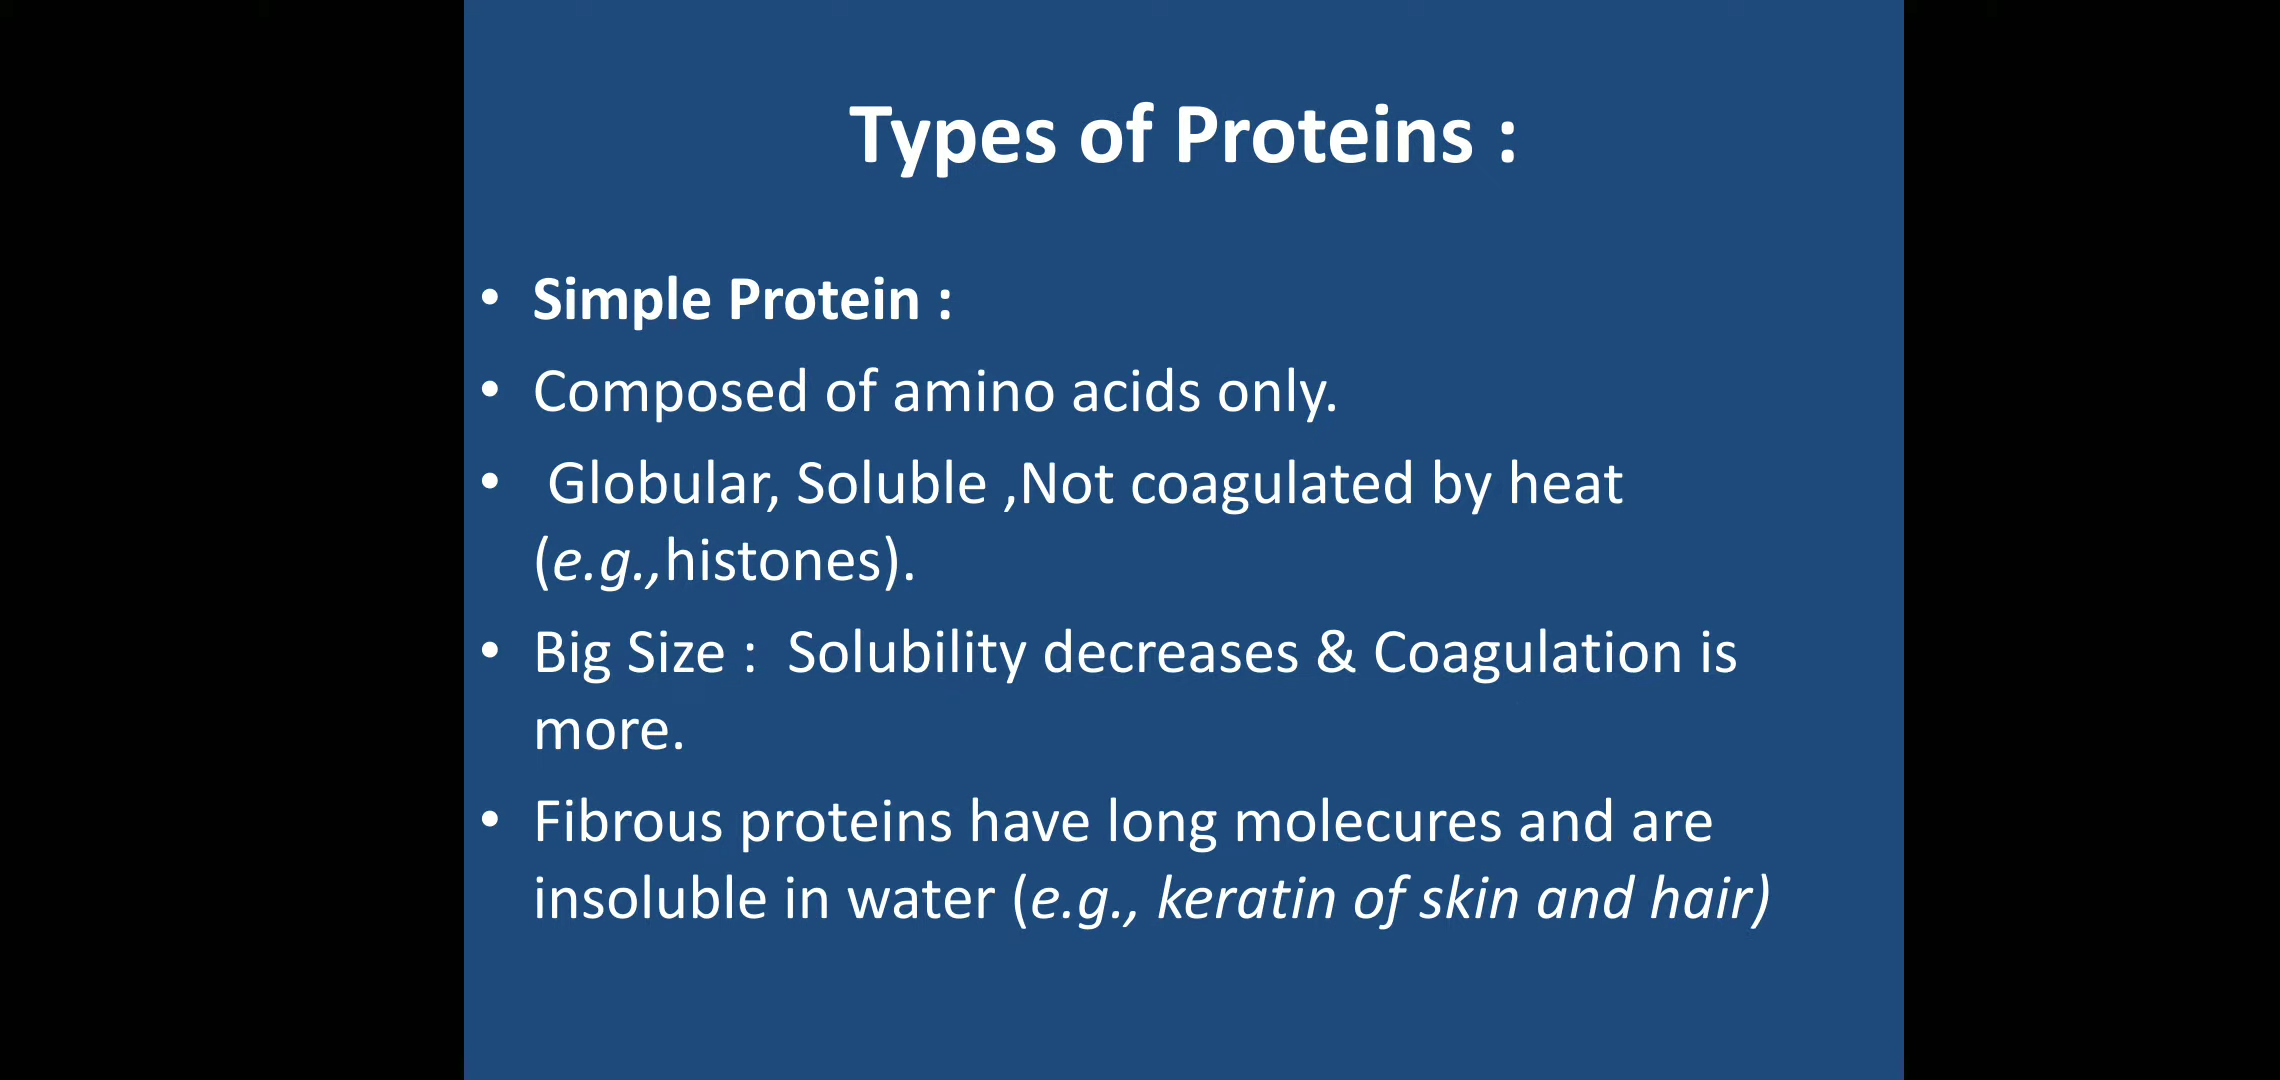 Types of Proteins :
• Simple Protein :
• Composed of amino acids only.
• Globular, Soluble ,Not coagulated by heat
(e.g.,histones).
• Big Size :  Solubility decreases & Coagulation is
more.
• Fibrous proteins have long molecures and are
insoluble in water (e.g., keratin of skin and hair)